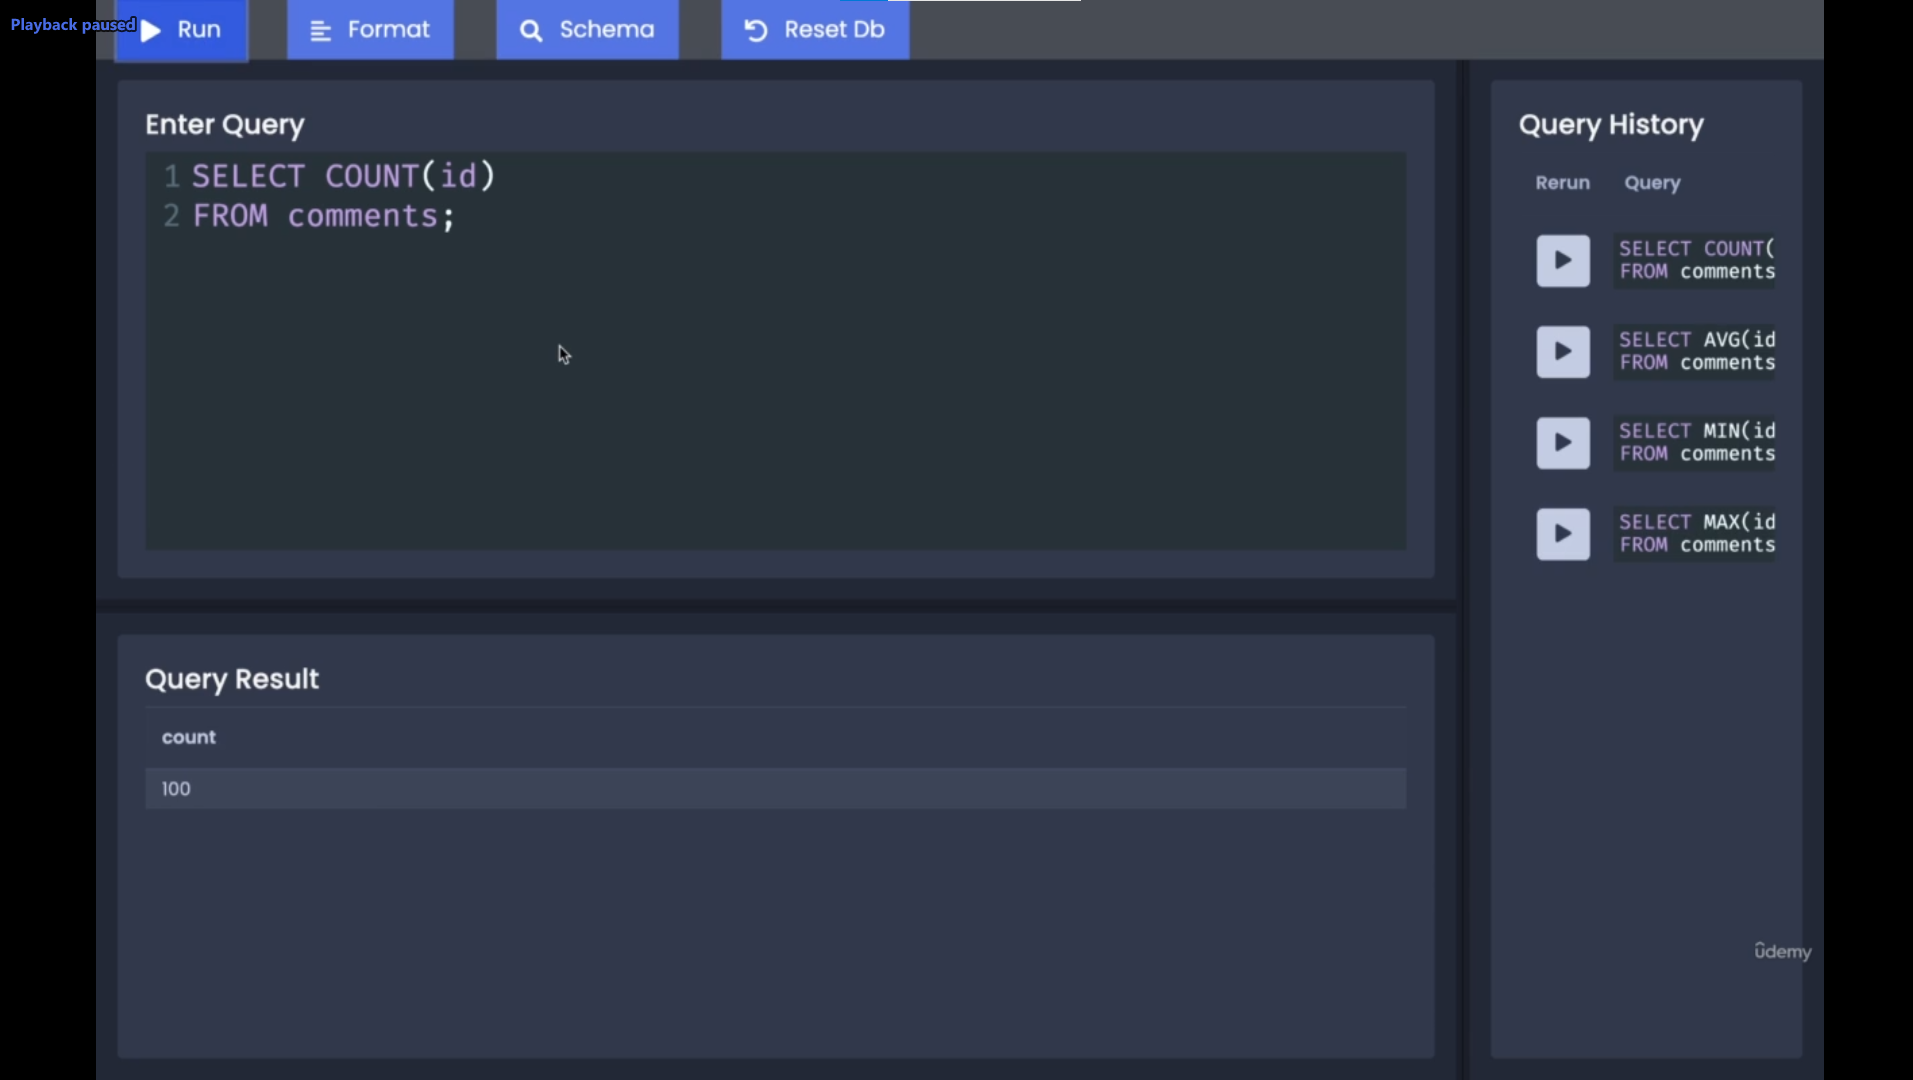 Playback paused
Run
Format
Schema
Reset Db
Enter Query
1 SELECT COUNT(id)
2 FROM comments;
Query Result
count
100
Query History
Rerun Query
SELECT COUNT(
FROM comments
SELECT AVG(id
FROM comments
SELECT MIN(id
FROM comments
SELECT MAX(id
FROM comments
ûdemy